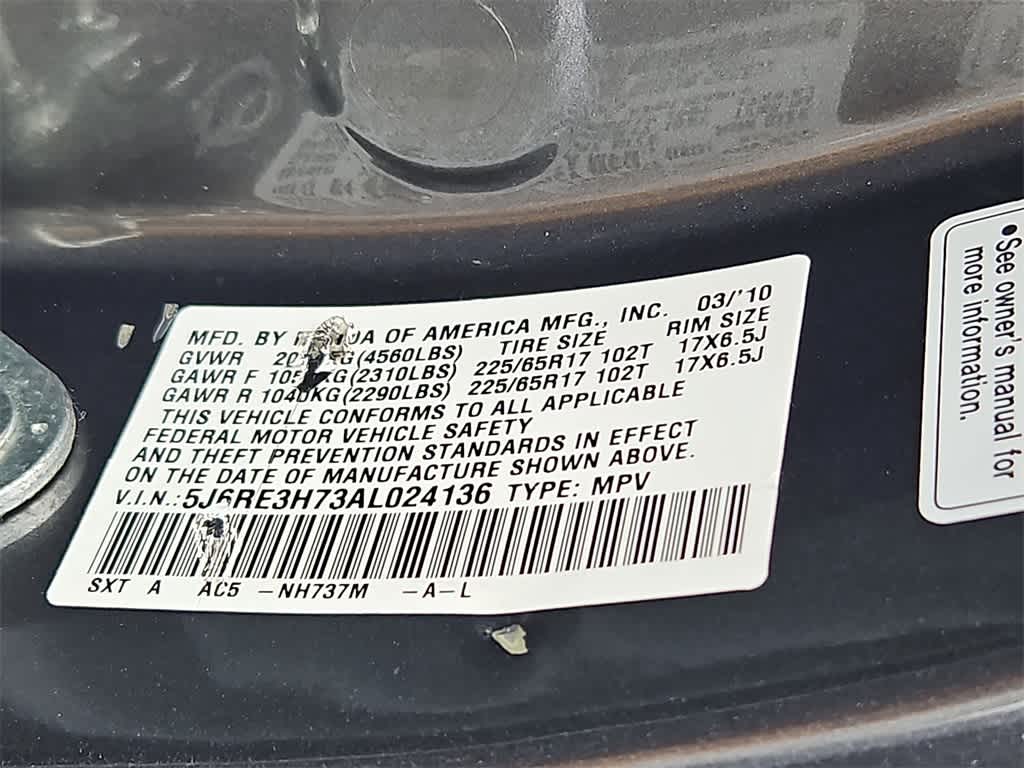 MFD. BY OF AMERICA MFG., INC. 03/'10
GVWR (4560LBS) TIRE SIZE RIM SIZE
GAWR F (2310LBS) 225/65R17 102T 17X6.5J
GAWR R 1040KG(2290LBS) 225/65R17 102T 17X6.5J
THIS VEHICLE CONFORMS TO ALL APPLICABLE
FEDERAL MOTOR VEHICLE SAFETY
AND THEFT PREVENTION STANDARDS IN EFFECT
ON THE DATE OF MANUFACTURE SHOWN ABOVE.
V.I.N.:5J6RE3H73AL024136 TYPE: MPV
SXT A AC5 -NH737M -A-L
•See owner's manual for
more information.